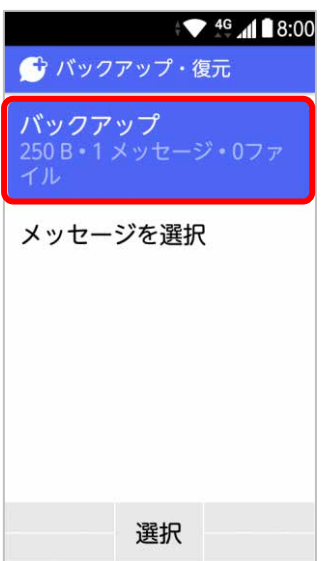 4G 8:00
バックアップ・復元
バックアップ
250 B・1 メッセージ・0ファ
イル
メッセージを選択
選択